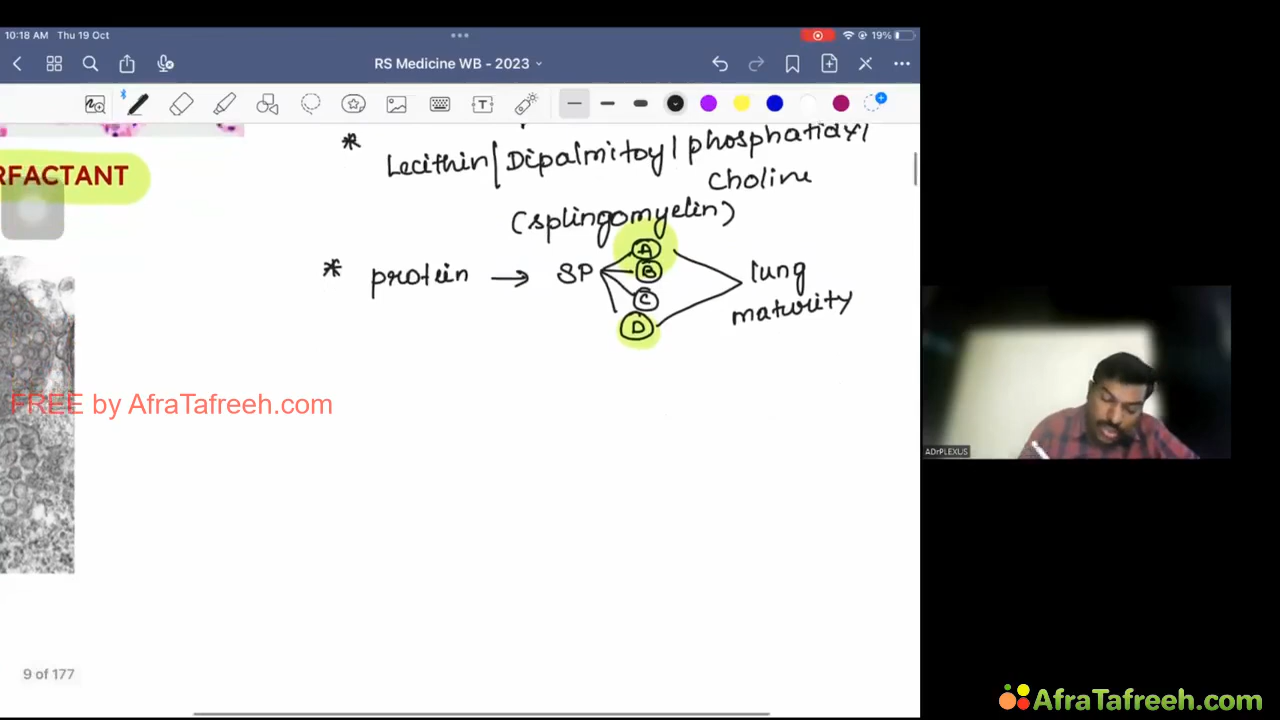 10:18 AM Thu 19 Oct
19%
RS Medicine WB - 2023
*
Lecithin/Dipalmitoyl phosphatidyl
RFACTANT
Choline
(splingomyelin)
* protein → SP
A
B
C
D
lung
maturity
FREE by AfraTafreeh.com
ADrPLEXUS
9 of 177
AfraTafreeh.com